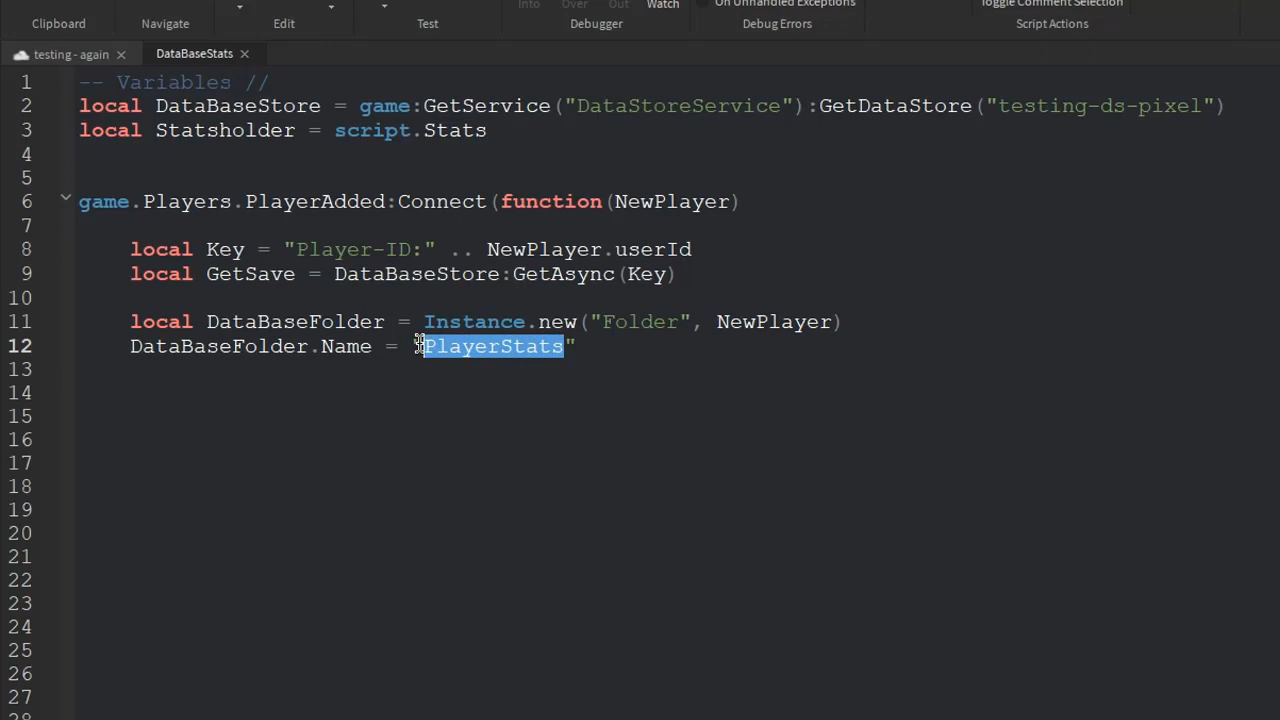 Into Over Out Watch On Unhandled Exceptions Toggle Comment Selection
Clipboard Navigate Edit Test Debugger Debug Errors Script Actions
testing - again × DataBaseStats ×
1 -- Variables //
2 local DataBaseStore = game:GetService("DataStoreService"):GetDataStore("testing-ds-pixel")
3 local Statsholder = script.Stats
4
5
6 game.Players.PlayerAdded:Connect(function(NewPlayer)
7
8 local Key = "Player-ID:" .. NewPlayer.userId
9 local GetSave = DataBaseStore:GetAsync(Key)
10
11 local DataBaseFolder = Instance.new("Folder", NewPlayer)
12 DataBaseFolder.Name = "PlayerStats"
13
14
15
16
17
18
19
20
21
22
23
24
25
26
27
28